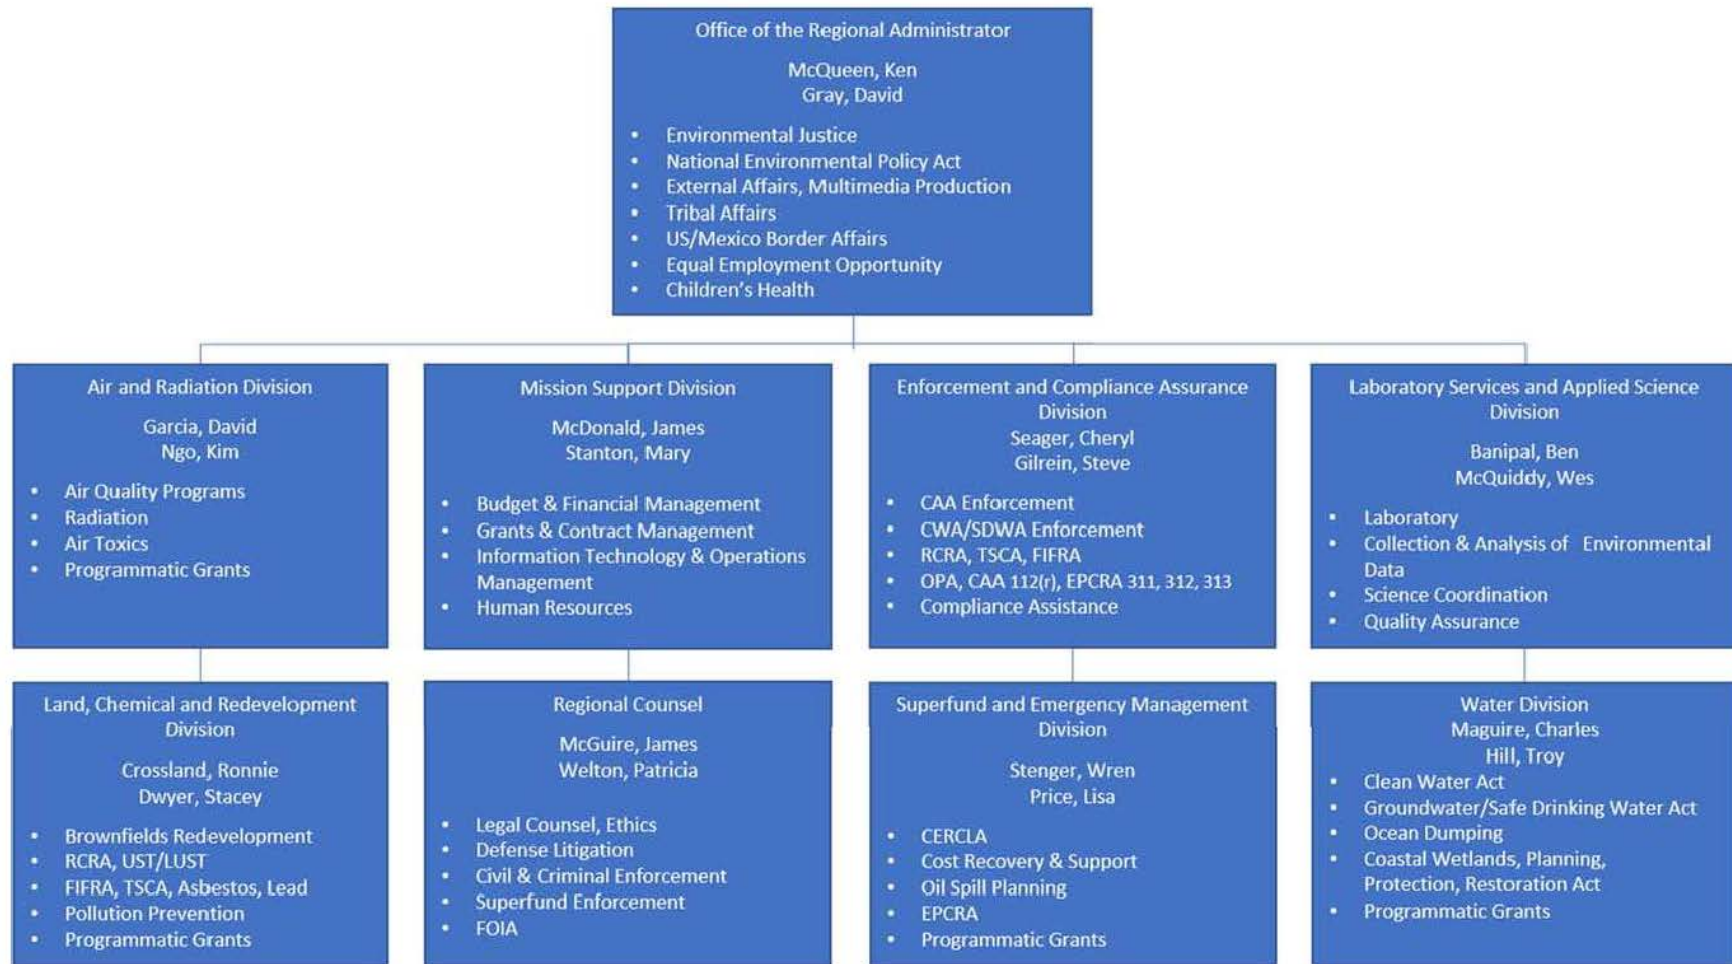 Office of the Regional Administrator
McQueen, Ken
Gray, David
• Environmental Justice
• National Environmental Policy Act
• External Affairs, Multimedia Production
• Tribal Affairs
• US/Mexico Border Affairs
• Equal Employment Opportunity
• Children's Health
Air and Radiation Division
Garcia, David
Ngo, Kim
• Air Quality Programs
• Radiation
• Air Toxics
• Programmatic Grants
Mission Support Division
McDonald, James
Stanton, Mary
• Budget & Financial Management
• Grants & Contract Management
• Information Technology & Operations
Management
• Human Resources
Enforcement and Compliance Assurance
Division
Seager, Cheryl
Gilrein, Steve
• CAA Enforcement
• CWA/SDWA Enforcement
• RCRA, TSCA, FIFRA
• OPA, CAA 112(r), EPCRA 311, 312, 313
• Compliance Assistance
Laboratory Services and Applied Science
Division
Banipal, Ben
McQuiddy, Wes
• Laboratory
• Collection & Analysis of Environmental
Data
• Science Coordination
• Quality Assurance
Land, Chemical and Redevelopment
Division
Crossland, Ronnie
Dwyer, Stacey
• Brownfields Redevelopment
• RCRA, UST/LUST
• FIFRA, TSCA, Asbestos, Lead
• Pollution Prevention
• Programmatic Grants
Regional Counsel
McGuire, James
Welton, Patricia
• Legal Counsel, Ethics
• Defense Litigation
• Civil & Criminal Enforcement
• Superfund Enforcement
• FOIA
Superfund and Emergency Management
Division
Stenger, Wren
Price, Lisa
• CERCLA
• Cost Recovery & Support
• Oil Spill Planning
• EPCRA
• Programmatic Grants
Water Division
Maguire, Charles
Hill, Troy
• Clean Water Act
• Groundwater/Safe Drinking Water Act
• Ocean Dumping
• Coastal Wetlands, Planning,
Protection, Restoration Act
• Programmatic Grants